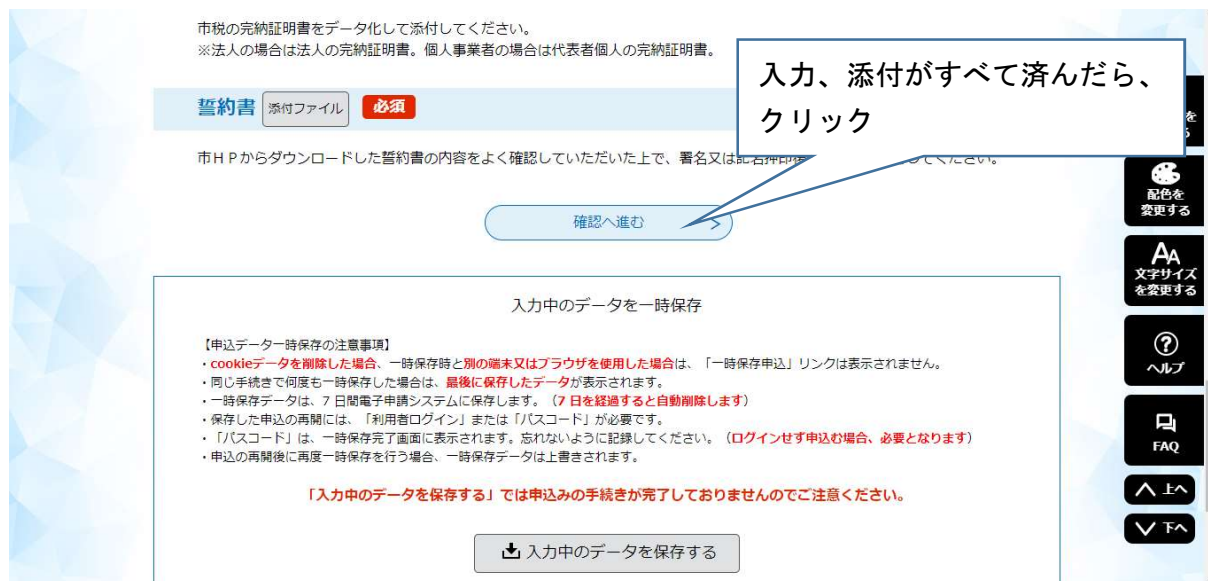 市税の完納証明書をデータ化して添付してください。
※法人の場合は法人の完納証明書。個人事業者の場合は代表者個人の完納証明書。
入力、添付がすべて済んだら、
クリック
誓約書 添付ファイル 必須
市HPからダウンロードした誓約書の内容をよく確認していただいた上で、署名又は記名押印後
してください。
確認へ進む
入力中のデータを一時保存
【申込データ一時保存の注意事項】
・cookieデータを削除した場合、一時保存時と別の端末又はブラウザを使用した場合は、「一時保存申込」リンクは表示されません。
・同じ手続きで何度も一時保存した場合は、最後に保存したデータが表示されます。
・一時保存データは、7日間電子申請システムに保存します。（7日を経過すると自動削除します）
・保存した申込の再開には、「利用者ログイン」または「パスコード」が必要です。
・「パスコード」は、一時保存完了画面に表示されます。忘れないように記録してください。（ログインせず申込む場合、必要となります）
・申込の再開後に再度一時保存を行う場合、一時保存データは上書きされます。
「入力中のデータを保存する」では申込みの手続きが完了しておりませんのでご注意ください。
入力中のデータを保存する
を
配色を
変更する
AA
文字サイズ
を変更する
ヘルプ
FAQ
上へ
下へ